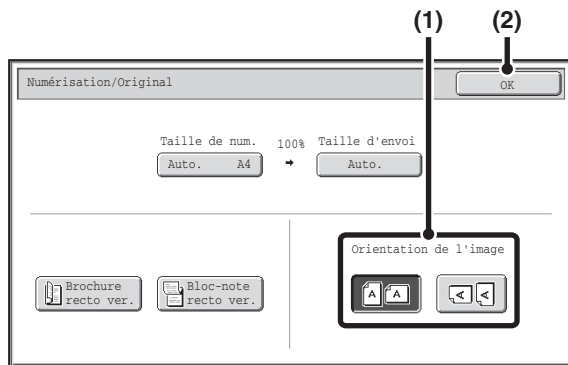 (1) (2)
Numérisation/Original OK
Taille de num. 100% Taille d'envoi
Auto. A4 → Auto.
Orientation de l'image
Brochure
recto ver.
Bloc-note
recto ver.
A A A A